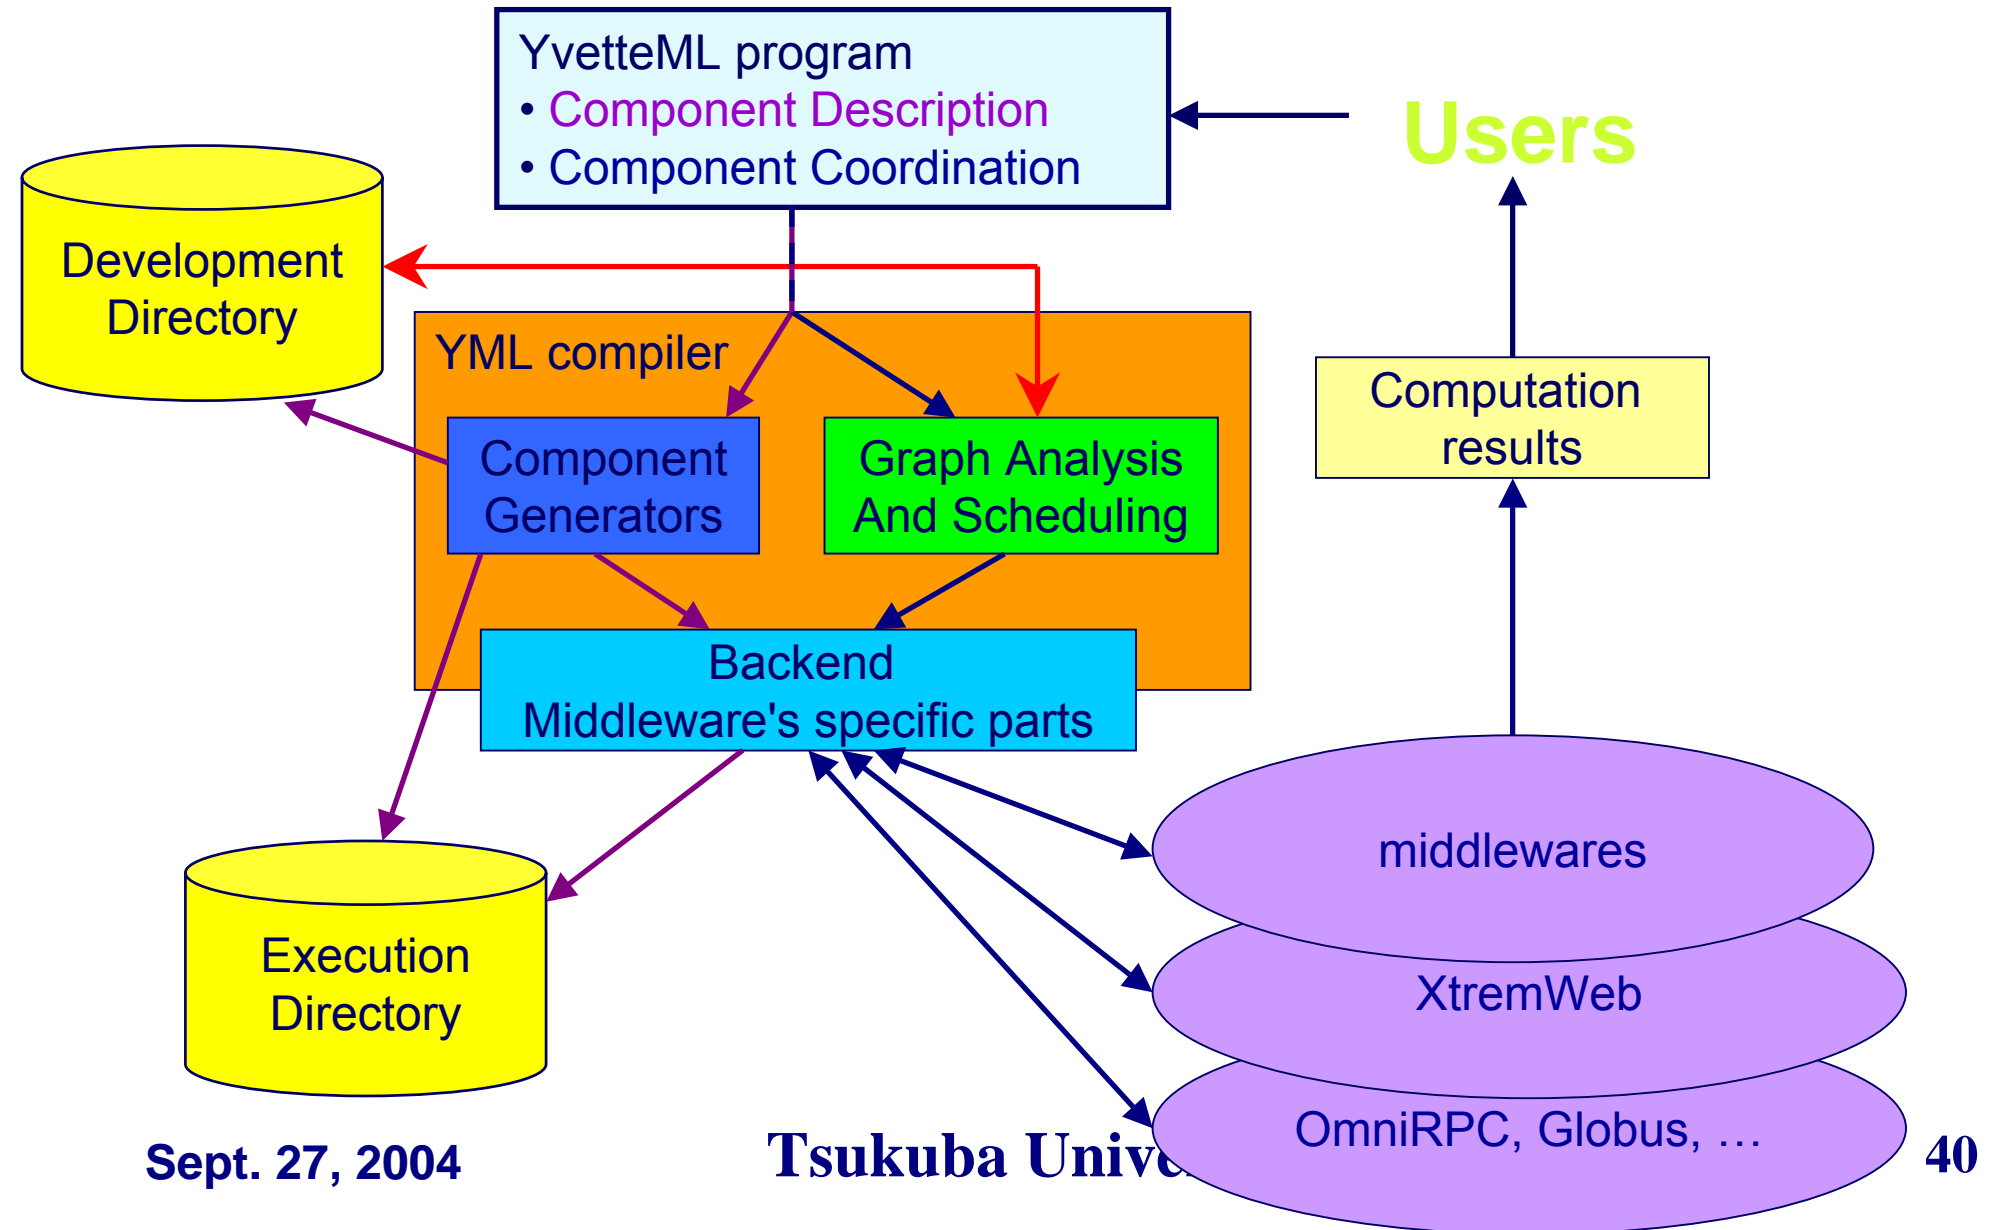 YvetteML program
• Component Description
• Component Coordination
Users
Development
Directory
YML compiler
Component
Generators
Graph Analysis
And Scheduling
Computation
results
Backend
Middleware's specific parts
middlewares
XtremWeb
OmniRPC, Globus, …
Execution
Directory
Sept. 27, 2004
Tsukuba
40